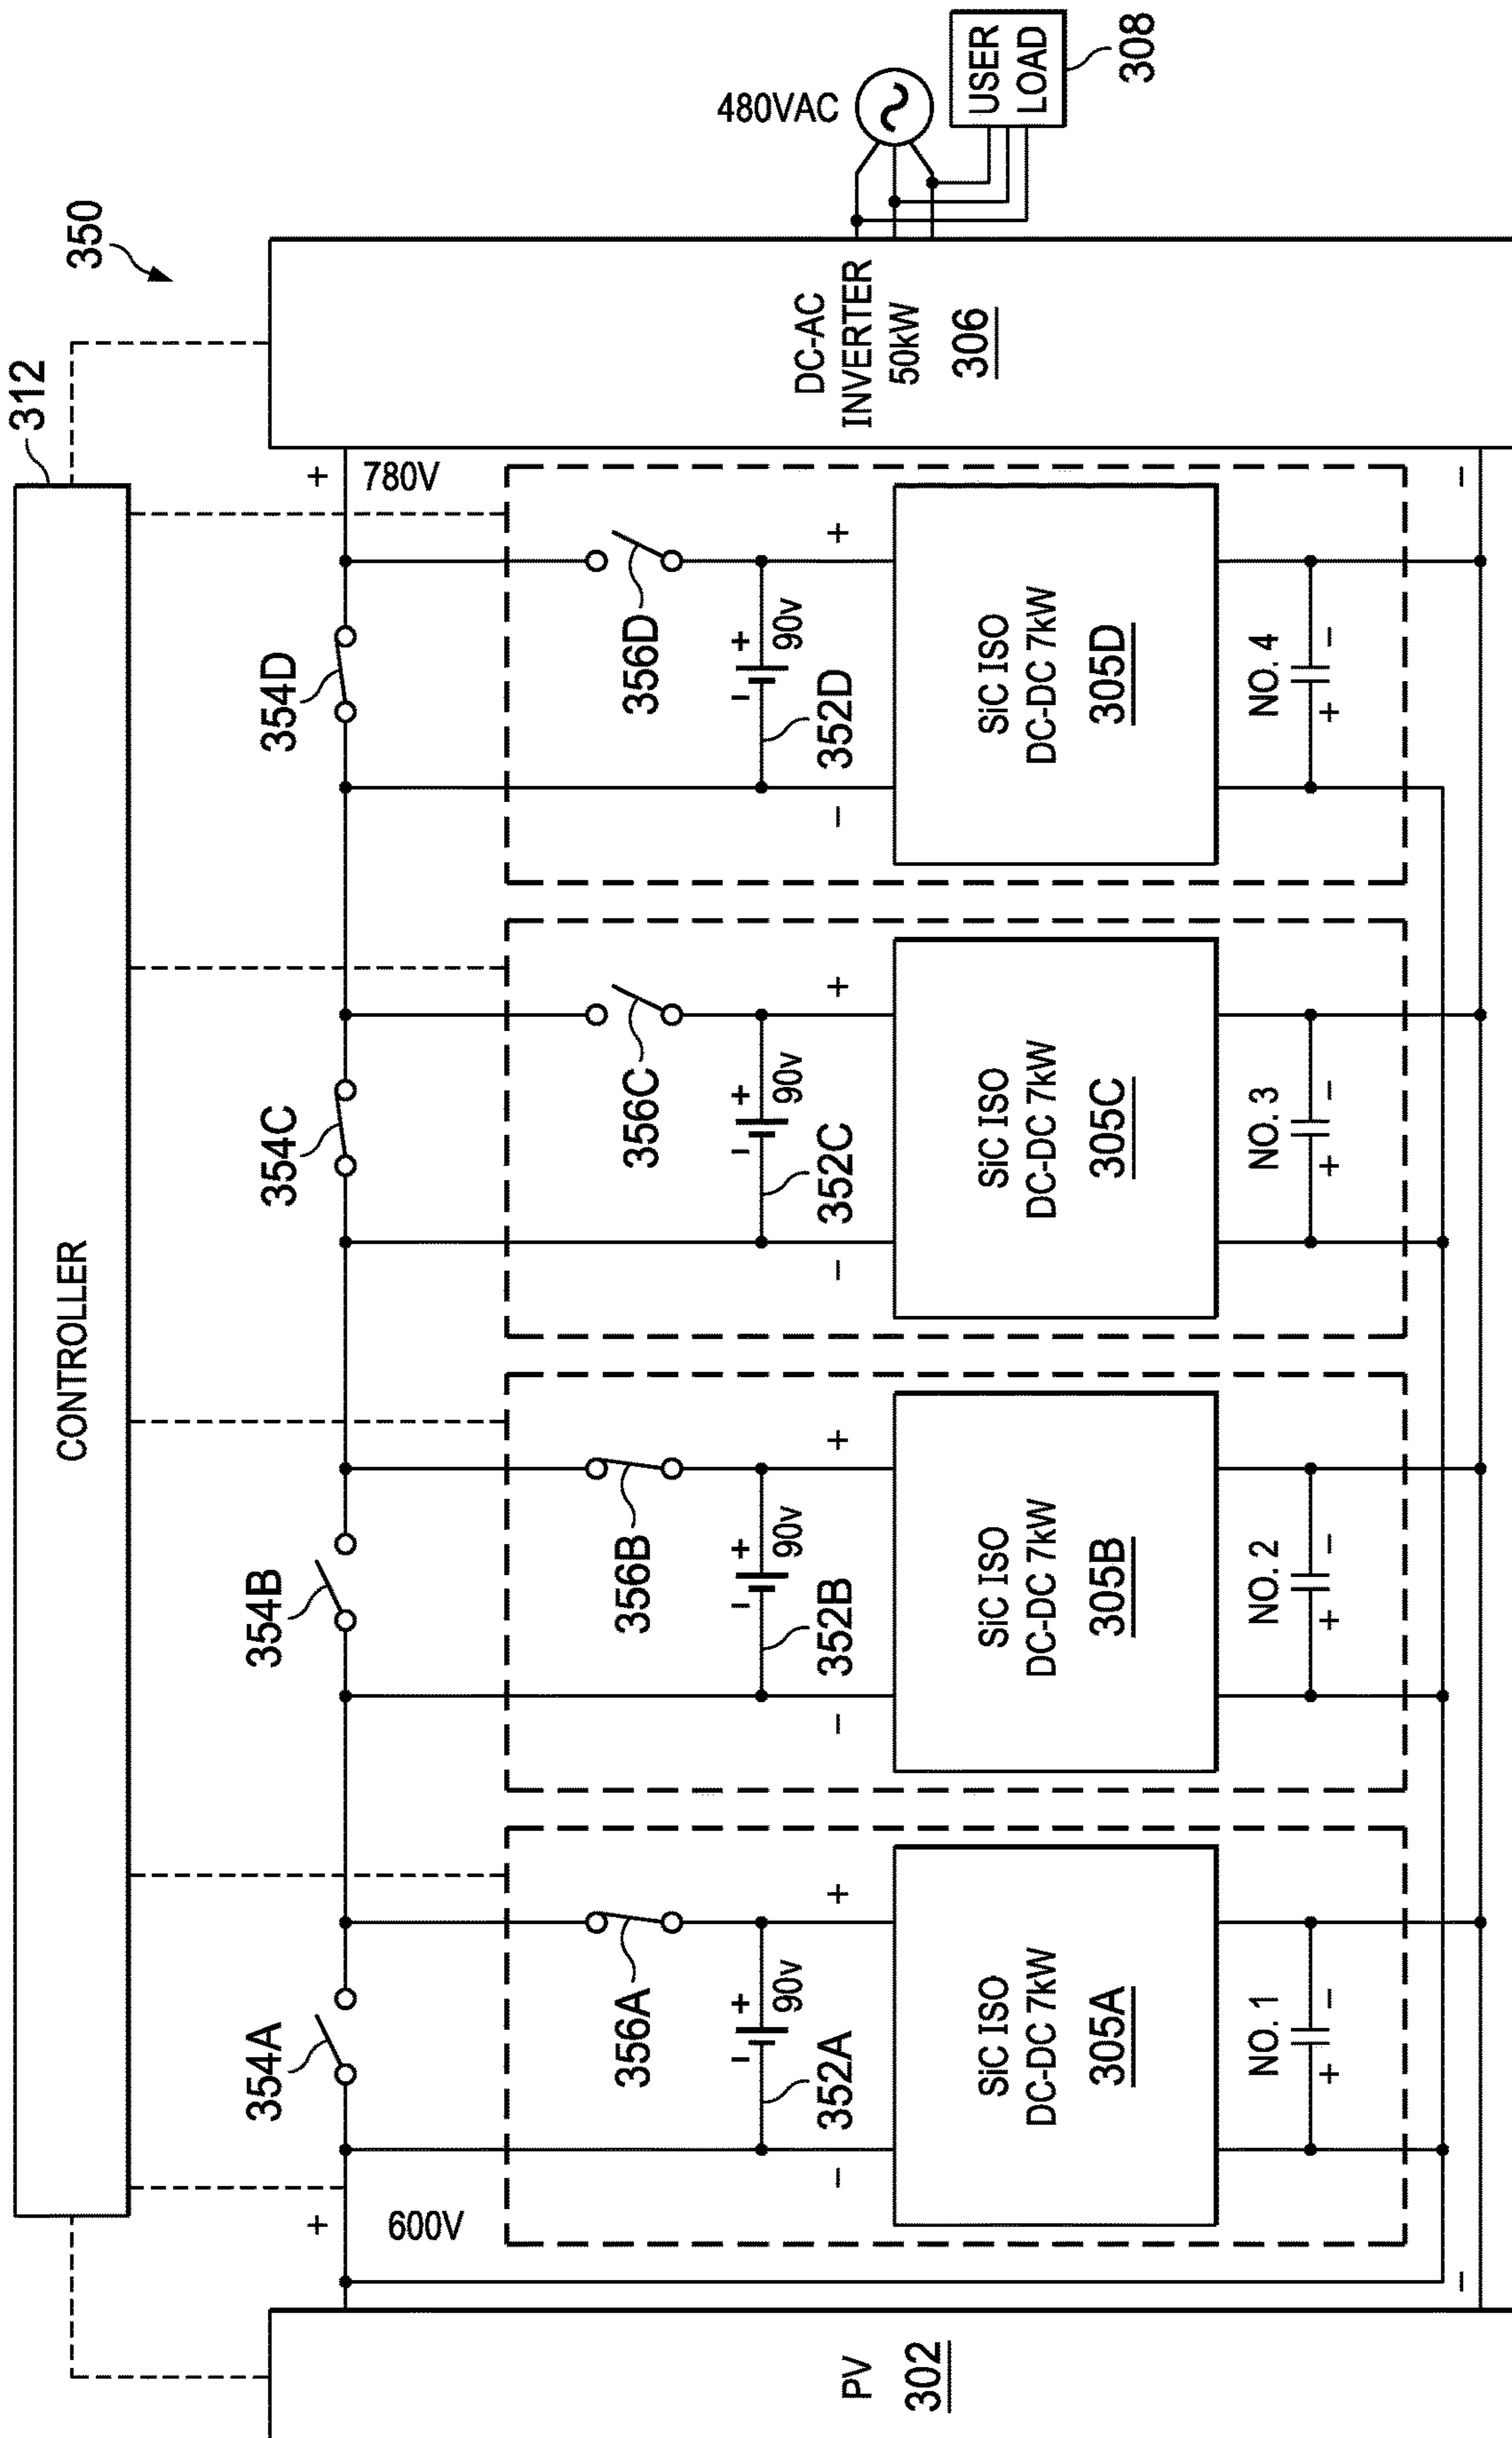 350
312
CONTROLLER
+
600V
+
780V
354A
354B
354C
354D
356A
356B
356C
356D
-
+
90v
352A
-
+
90v
352B
-
+
90v
352C
-
+
90v
352D
-
+
-
+
-
+
-
+
SiC ISO
DC-DC 7kW
305A
SiC ISO
DC-DC 7kW
305B
SiC ISO
DC-DC 7kW
305C
SiC ISO
DC-DC 7kW
305D
NO. 1
+
-
NO. 2
+
-
NO. 3
+
-
NO. 4
+
-
-
-
PV
302
DC-AC
INVERTER
50kW
306
480VAC
USER
LOAD
308